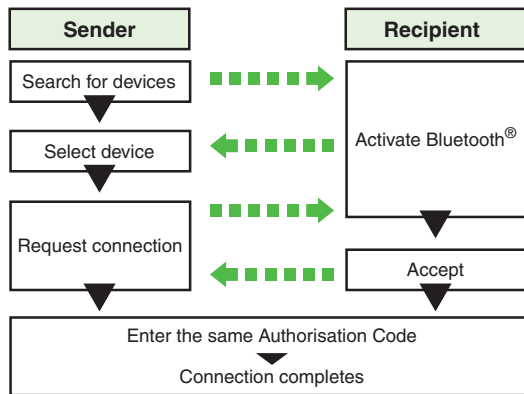 Sender
Recipient
Search for devices
Activate Bluetooth®
Select device
Request connection
Accept
Enter the same Authorisation Code
Connection completes